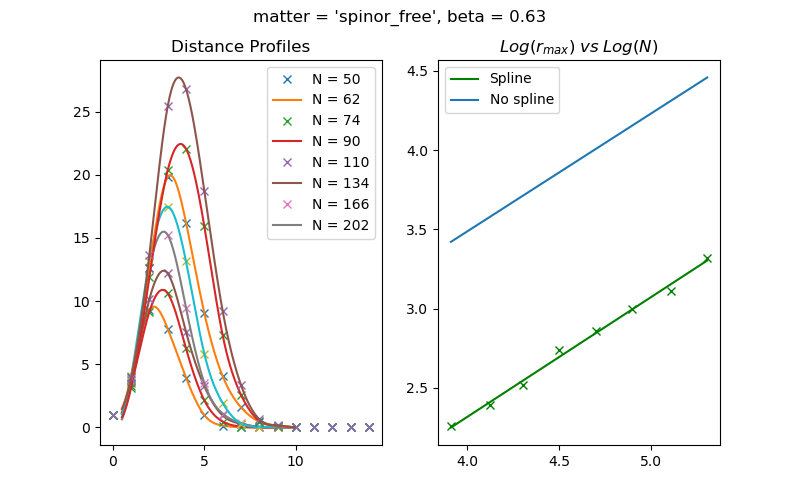 matter = 'spinor_free', beta = 0.63
Distance Profiles
25
20
15
10
5
0
0
5
10
N = 50
N = 62
N = 74
N = 90
N = 110
N = 134
N = 166
N = 202
Log(r_{max}) vs Log(N)
4.5
4.0
3.5
3.0
2.5
4.0
4.5
5.0
Spline
No spline